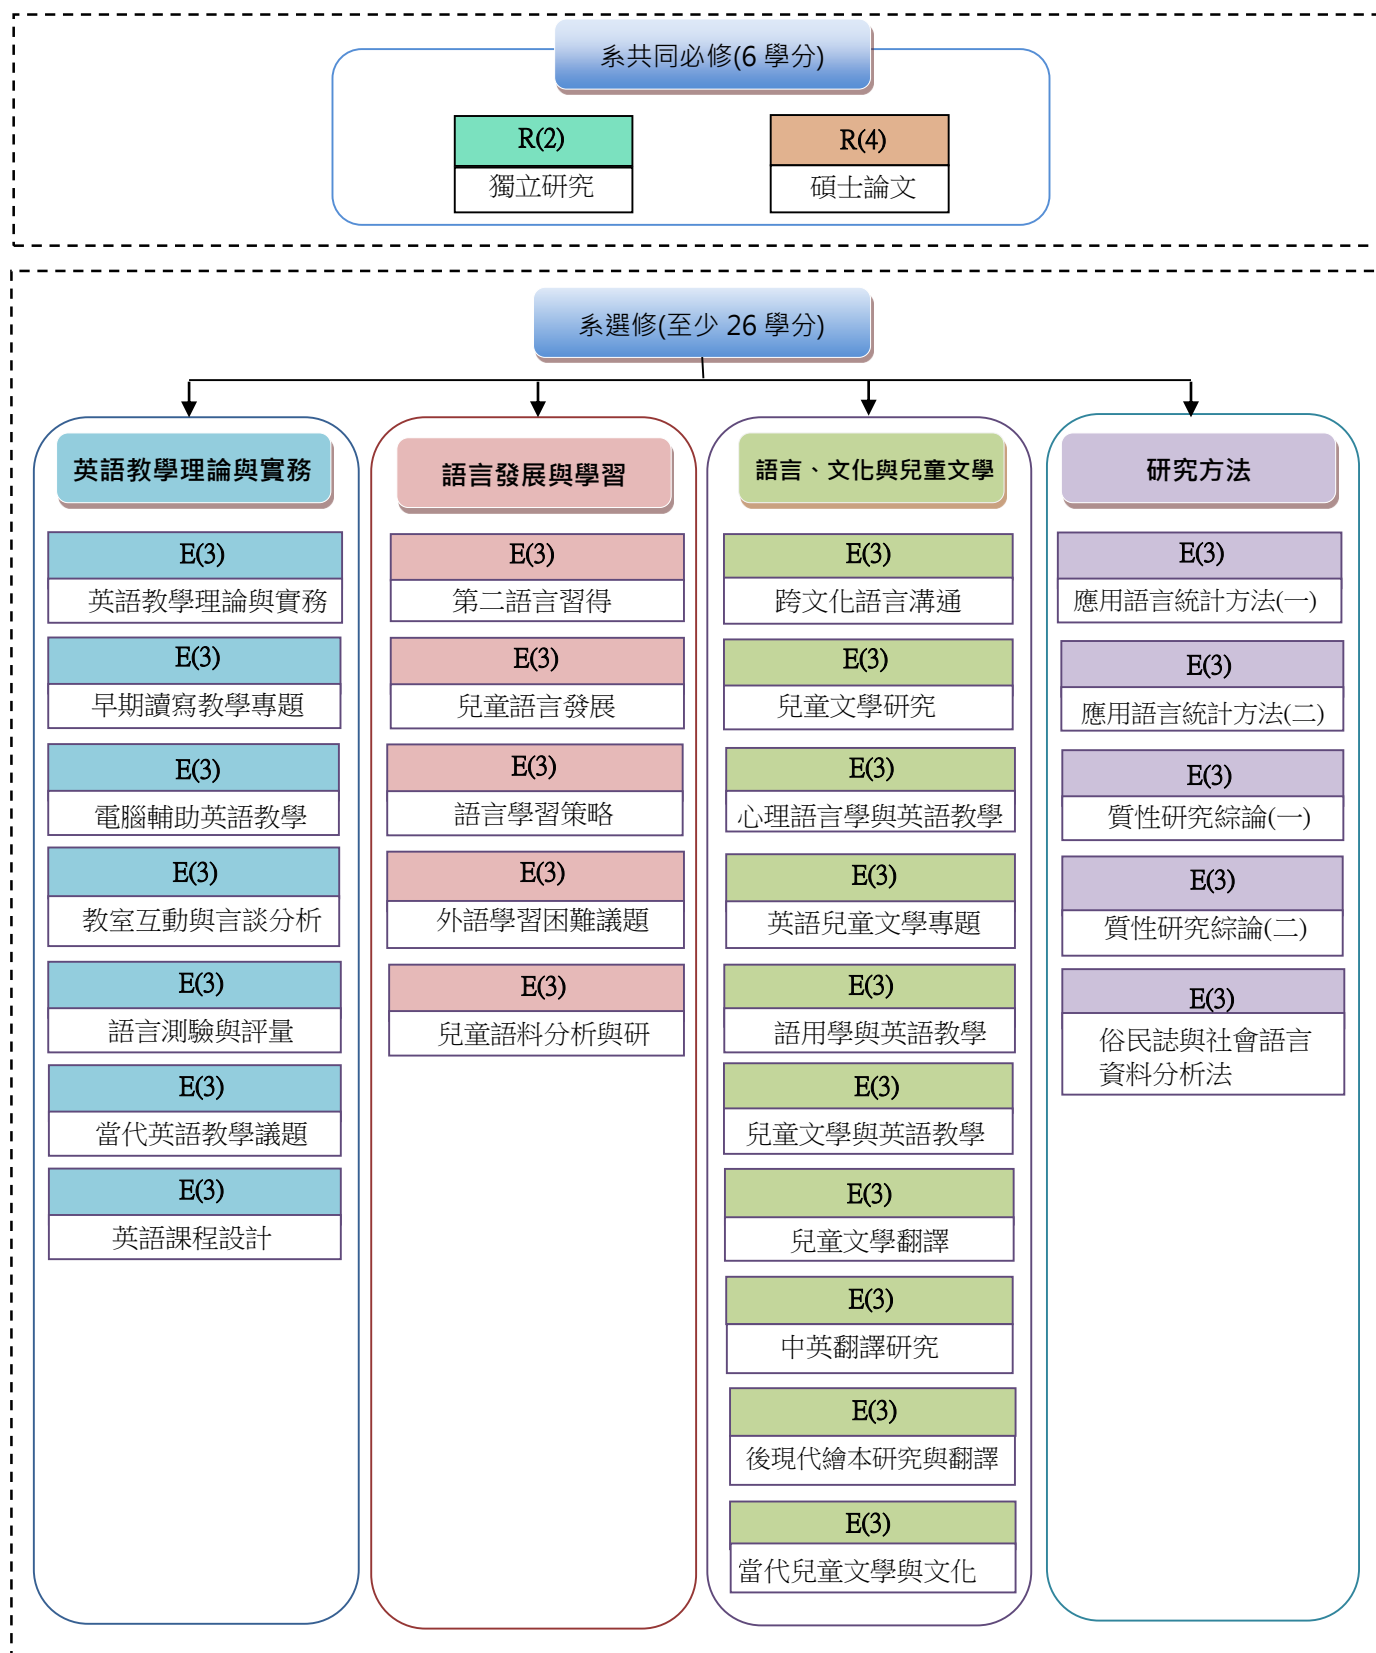 系共同必修(6 學分)
R(2)
獨立研究
R(4)
碩士論文
系選修(至少 26 學分)
英語教學理論與實務
E(3)
英語教學理論與實務
E(3)
早期讀寫教學專題
E(3)
電腦輔助英語教學
E(3)
教室互動與言談分析
E(3)
語言測驗與評量
E(3)
當代英語教學議題
E(3)
英語課程設計
語言發展與學習
E(3)
第二語言習得
E(3)
兒童語言發展
E(3)
語言學習策略
E(3)
外語學習困難議題
E(3)
兒童語料分析與研
語言、文化與兒童文學
E(3)
跨文化語言溝通
E(3)
兒童文學研究
E(3)
心理語言學與英語教學
E(3)
英語兒童文學專題
E(3)
語用學與英語教學
E(3)
兒童文學與英語教學
E(3)
兒童文學翻譯
E(3)
中英翻譯研究
E(3)
後現代繪本研究與翻譯
E(3)
當代兒童文學與文化
研究方法
E(3)
應用語言統計方法(一)
E(3)
應用語言統計方法(二)
E(3)
質性研究綜論(一)
E(3)
質性研究綜論(二)
E(3)
俗民誌與社會語言
資料分析法